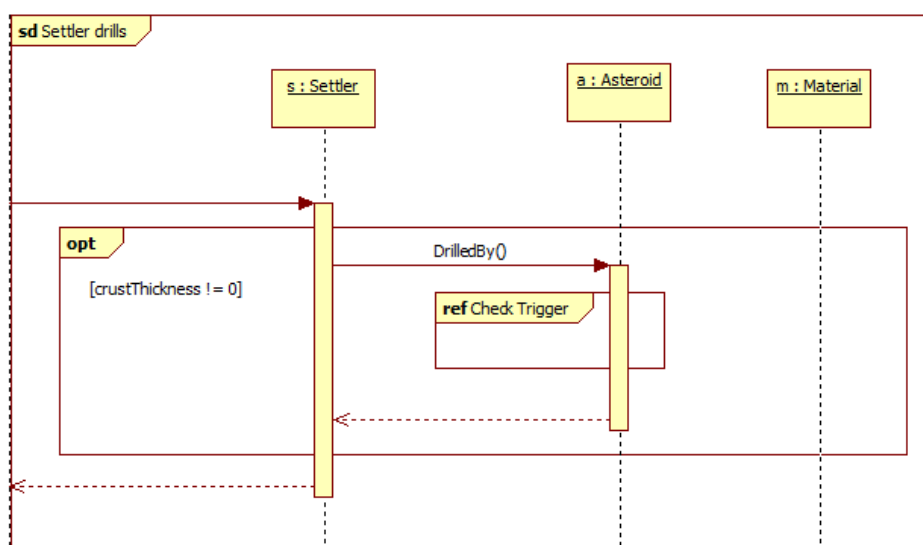 sd Settler drills
s : Settler
a : Asteroid
m : Material
opt
DrilledBy()
[crustThickness != 0]
ref Check Trigger